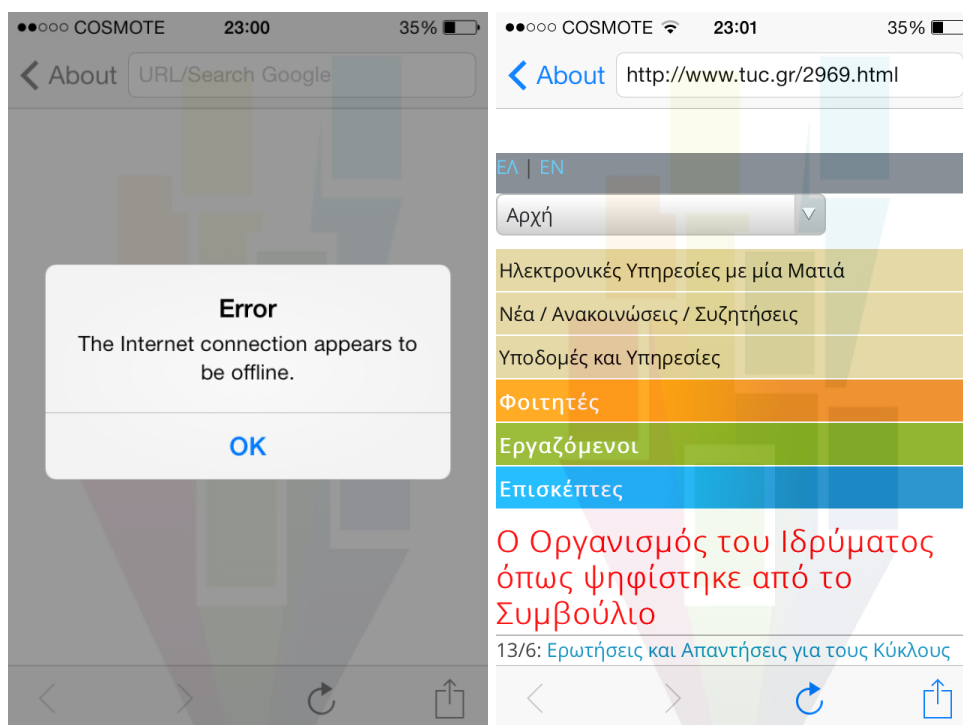 COSMOTE 23:00 35%
About URL/Search Google
Error
The Internet connection appears to
be offline.
OK
COSMOTE 23:01 35%
About http://www.tuc.gr/2969.html
ΕΛ | EN
Αρχή
Ηλεκτρονικές Υπηρεσίες με μία Ματιά
Νέα / Ανακοινώσεις / Συζητήσεις
Υποδομές και Υπηρεσίες
Φοιτητές
Εργαζόμενοι
Επισκέπτες
Ο Οργανισμός του Ιδρύματος
όπως ψηφίστηκε από το
Συμβούλιο
13/6: Ερωτήσεις και Απαντήσεις για τους Κύκλους